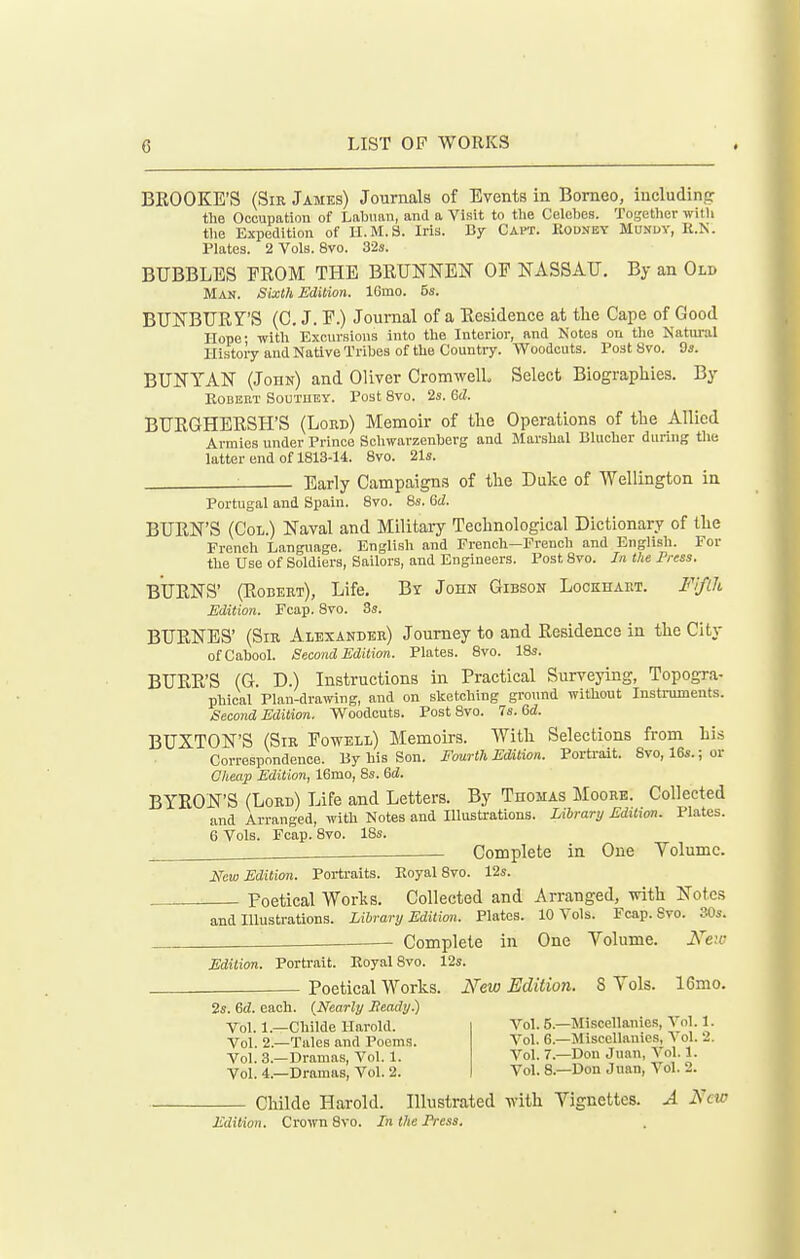 6 LIST OF WORKS
BROOKE'S (Sir James) Journals of Events in Borneo, including
the Occupation of Labuan, and a Visit to the Celebes. Together with
the Expedition of H.M.S. Iris. By Capt. Rodney Mundy, R.N.
Plates. 2 Vols. 8vo. 32s.
BUBBLES FROM THE BRUNNEN OF NASSAU. By an Old
Man. Sixth Edition. 16mo. 5s.
BUNBURY'S (C. J. F.) Journal of a Residence at the Cape of Good
Hope; with Excursions into the Interior, and Notes on the Natural
History and Native Tribes of the Country. Woodcuts. Post 8vo. 9s.
BUNYAN (John) and Oliver Cromwell. Select Biographies. By
Robert Southey. Post 8vo. 2s. 6d.
BURGHERSH'S (Lord) Memoir of the Operations of the Allied
Armies under Prince Schwarzenberg and Marshal Blucher during the
latter end of 1813-14. 8vo. 21s.
——— Early Campaigns of the Duke of Wellington in
Portugal and Spain. 8vo. 8s. 6d.
BURN'S (Col.) Naval and Military Technological Dictionary of the
French Language. English and French—French and English. For
the Use of Soldiers, Sailors, and Engineers. Post 8vo. In the Press.
BURNS' (Robert), Life. By John Gibson Lockhart. Fifth
Edition. Fcap. 8vo. 3s.
BURNES' (Sir Alexander) Journey to and Residence in the City
of Cabool. Second Edition. Plates. 8vo. 18s.
BURR'S (G. D.) Instructions in Practical Surveying, Topogra-
phical Plan-drawing, and on sketching ground without Instruments.
Second Edition. Woodcuts. Post 8vo. 7s. 6d.
BUXTON'S (Sir Fowell) Memoirs. With Selections from his
Correspondence. By his Son. Fourth Edition. Portrait. 8vo, 16s.; or
Cheap Edition, 16mo, 8s. 6d.
BYRON'S (Lord) Life and Letters. By Thomas Moore. Collected
and Arranged, with Notes and Illustrations. Library Edition. Plates.
6 Vols. Fcap. 8vo. 18s.
——— Complete in One Volume.
New Edition. Portraits. Royal 8vo. 12s.
——— Poetical Works. Collected and Arranged, with Notes
and Illustrations. Library Edition. Plates. 10 Vols. Fcap. 8vo. 30s.
——— Complete in One Volume. New
Edition. Portrait. Royal 8vo. 12s.
——— Poetical Works. New Edition. 8 Vols. 16mo.
2s. 6d. each. (Nearly Ready.)
Vol. 1.—Childe Harold.
Vol. 2.—Tales and Poems.
Vol. 3.—Dramas, Vol. 1.
Vol. 4.—Dramas, Vol. 2.
Vol. 5.—Miscellanies, Vol. 1.
Vol. 6.—Miscellanies, Vol. 2.
Vol. 7.—Don Juan, Vol. 1.
Vol. 8.—Don Juan, Vol. 2.
——— Childe Harold. Illustrated with Vignettes. A New
Edition. Crown 8vo. In the Press.